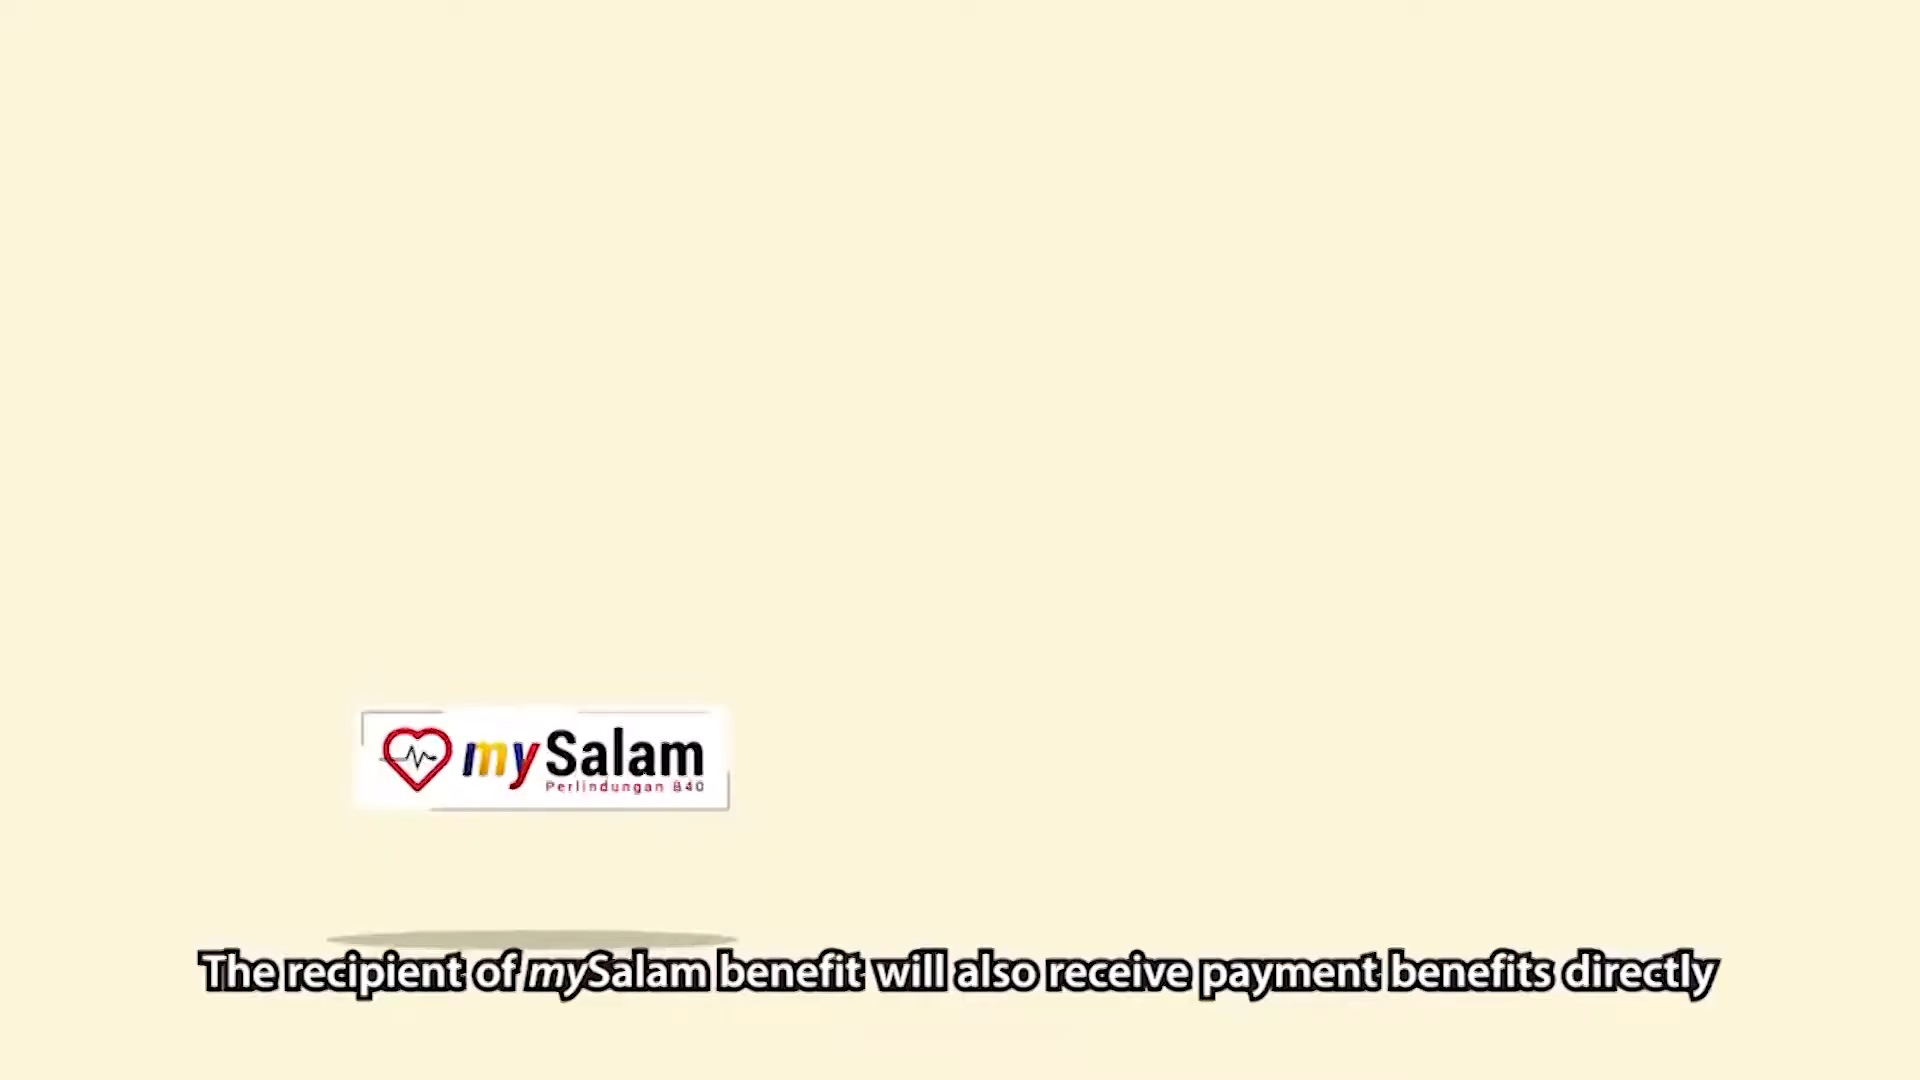 mySalam
Perlindungan B40
The recipient of mySalam benefit will also receive payment benefits directly